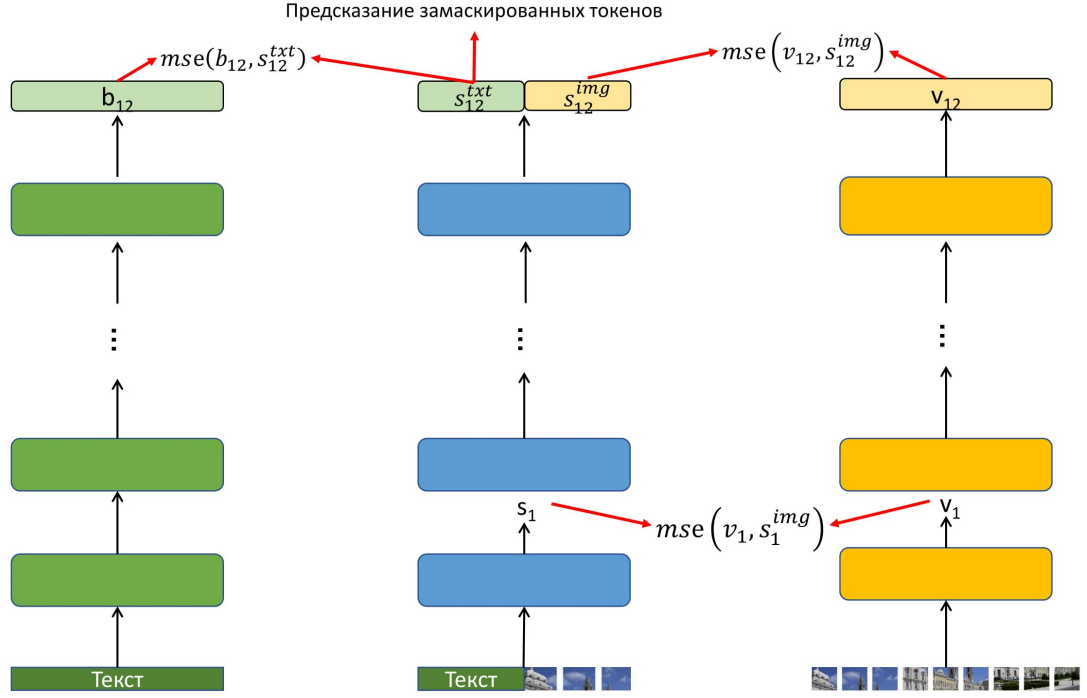 Предсказание замаскированных токенов
mse(b₁₂, s₁₂ᵗˣᵗ)
mse(v₁₂, s₁₂ⁱᵐᵍ)
b₁₂
s₁₂ᵗˣᵗ
s₁₂ⁱᵐᵍ
v₁₂
...
...
...
s₁
v₁
mse(v₁, s₁ⁱᵐᵍ)
Текст
Текст